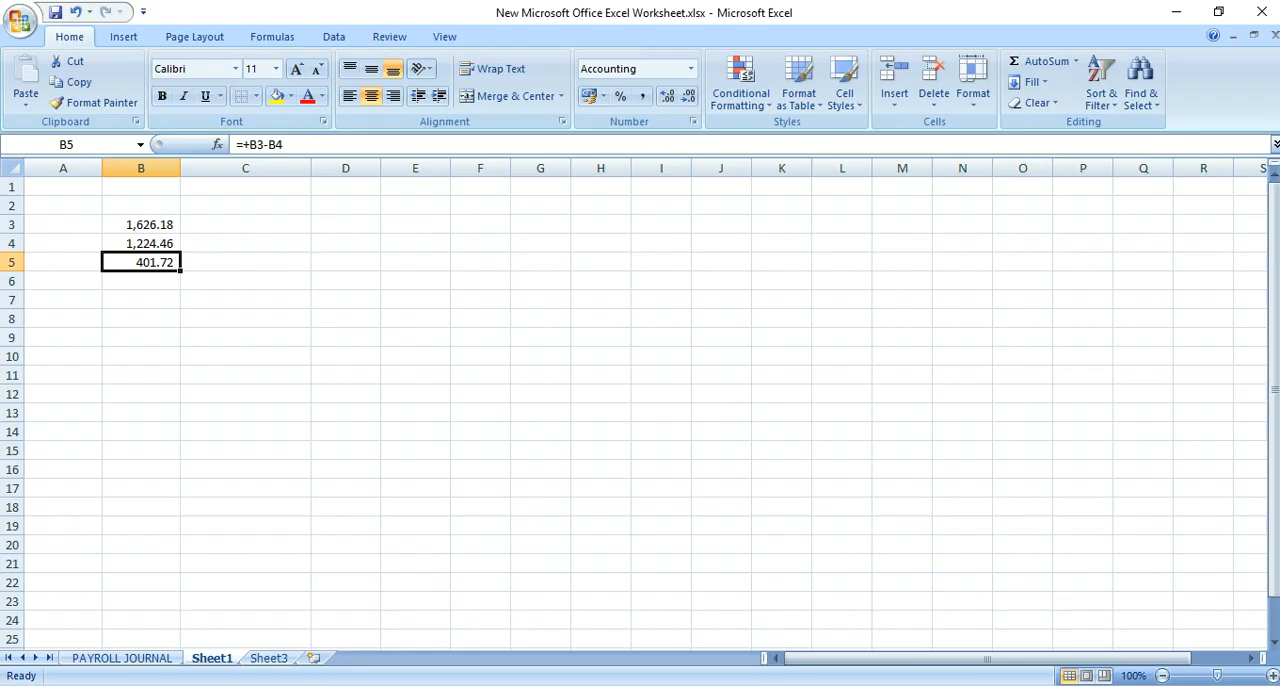 New Microsoft Office Excel Worksheet.xlsx - Microsoft Excel
Home Insert Page Layout Formulas Data Review View
Paste Cut Copy Format Painter
Clipboard
Calibri 11
B I U A
Font
Wrap Text
Merge & Center
Alignment
Accounting
% ,
Number
Conditional Formatting Format as Table Cell Styles
Styles
Insert Delete Format
Cells
Σ AutoSum Fill Clear Sort & Filter Find & Select
Editing
B5 fx =+B3-B4
A B C D E F G H I J K L M N O P Q R S
1
2
3 1,626.18
4 1,224.46
5 401.72
6
7
8
9
10
11
12
13
14
15
16
17
18
19
20
21
22
23
24
25
PAYROLL JOURNAL Sheet1 Sheet3
Ready 100%